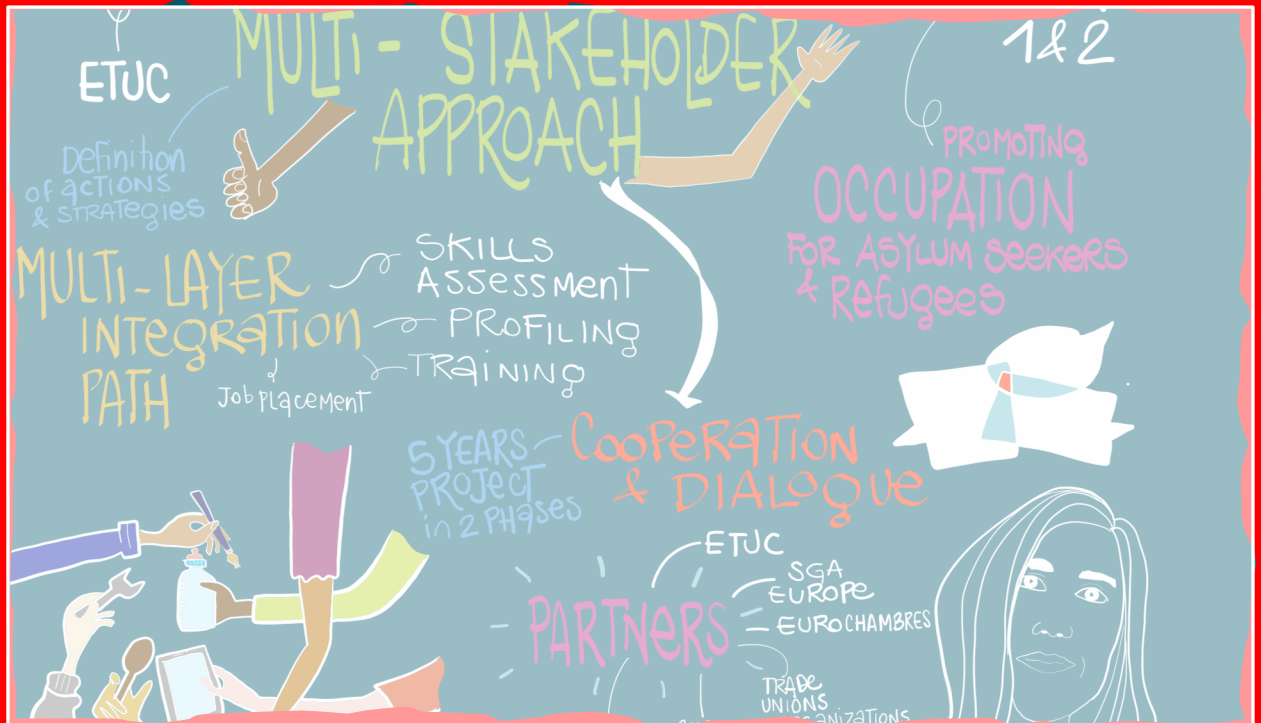 ETUC
MULTI - STAKEHOLDER
APPROACH
1&2
Definition
OF ACTIONS
& STRATEGIES
PROMOTING
OCCUPATION
FOR ASYLUM SEEKERS
& Refugees
MULTI-LAYER
INTEGRATION
PATH
SKILLS
ASSESSMENT
PROFILING
TRAINING
Job PLACEMENT
5 YEARS
PROJECT
in 2 PHASES
COOPERATION
& DIALOGUE
PARTNERS
ETUC
SGA
EUROPE
EUROCHAMBRES
TRADE
UNIONS